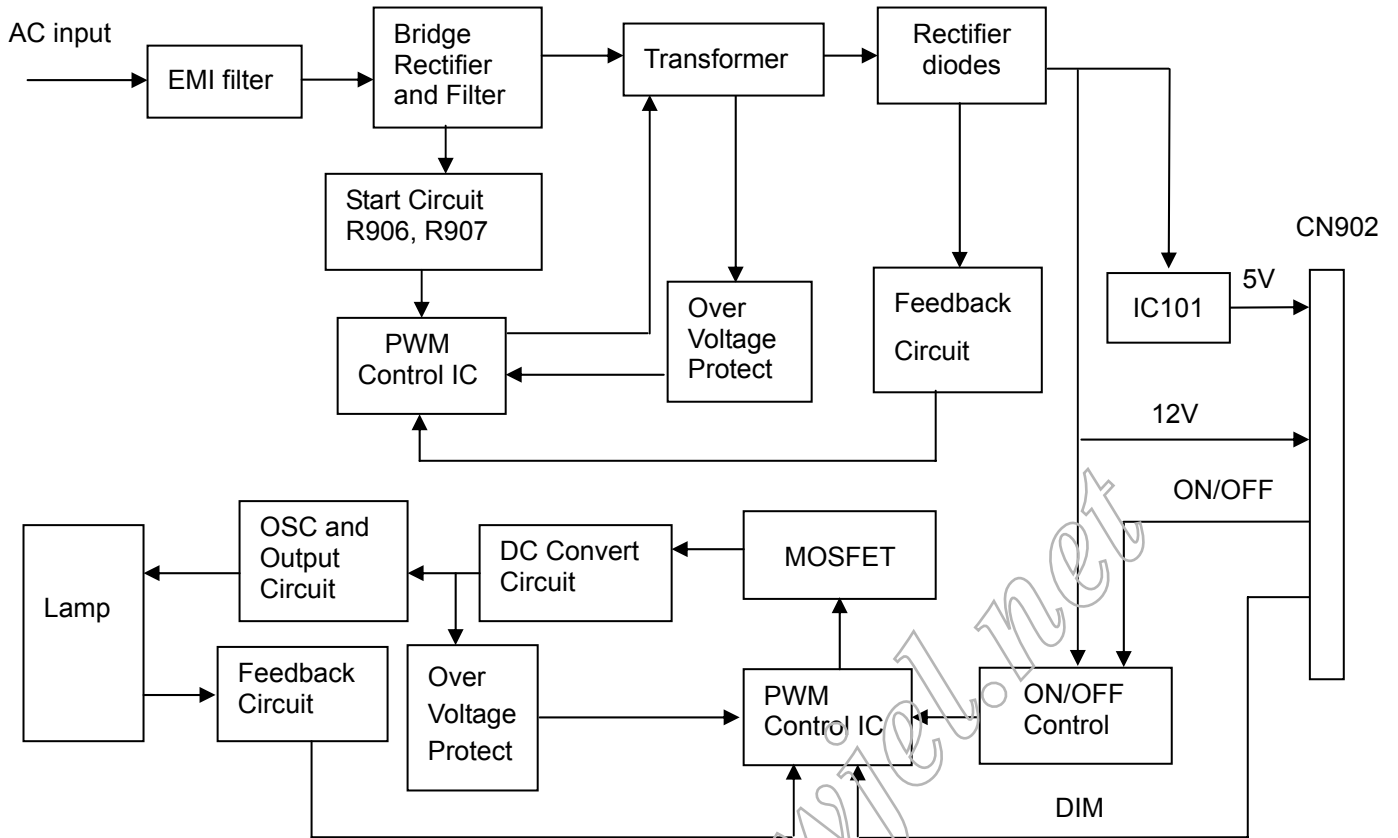 AC input
EMI filter
Bridge
Rectifier
and Filter
Transformer
Rectifier
diodes
Start Circuit
R906, R907
PWM
Control IC
Over
Voltage
Protect
Feedback
Circuit
IC101
5V
CN902
12V
ON/OFF
Lamp
OSC and
Output
Circuit
DC Convert
Circuit
MOSFET
Feedback
Circuit
Over
Voltage
Protect
PWM
Control IC
ON/OFF
Control
DIM
wjel.net